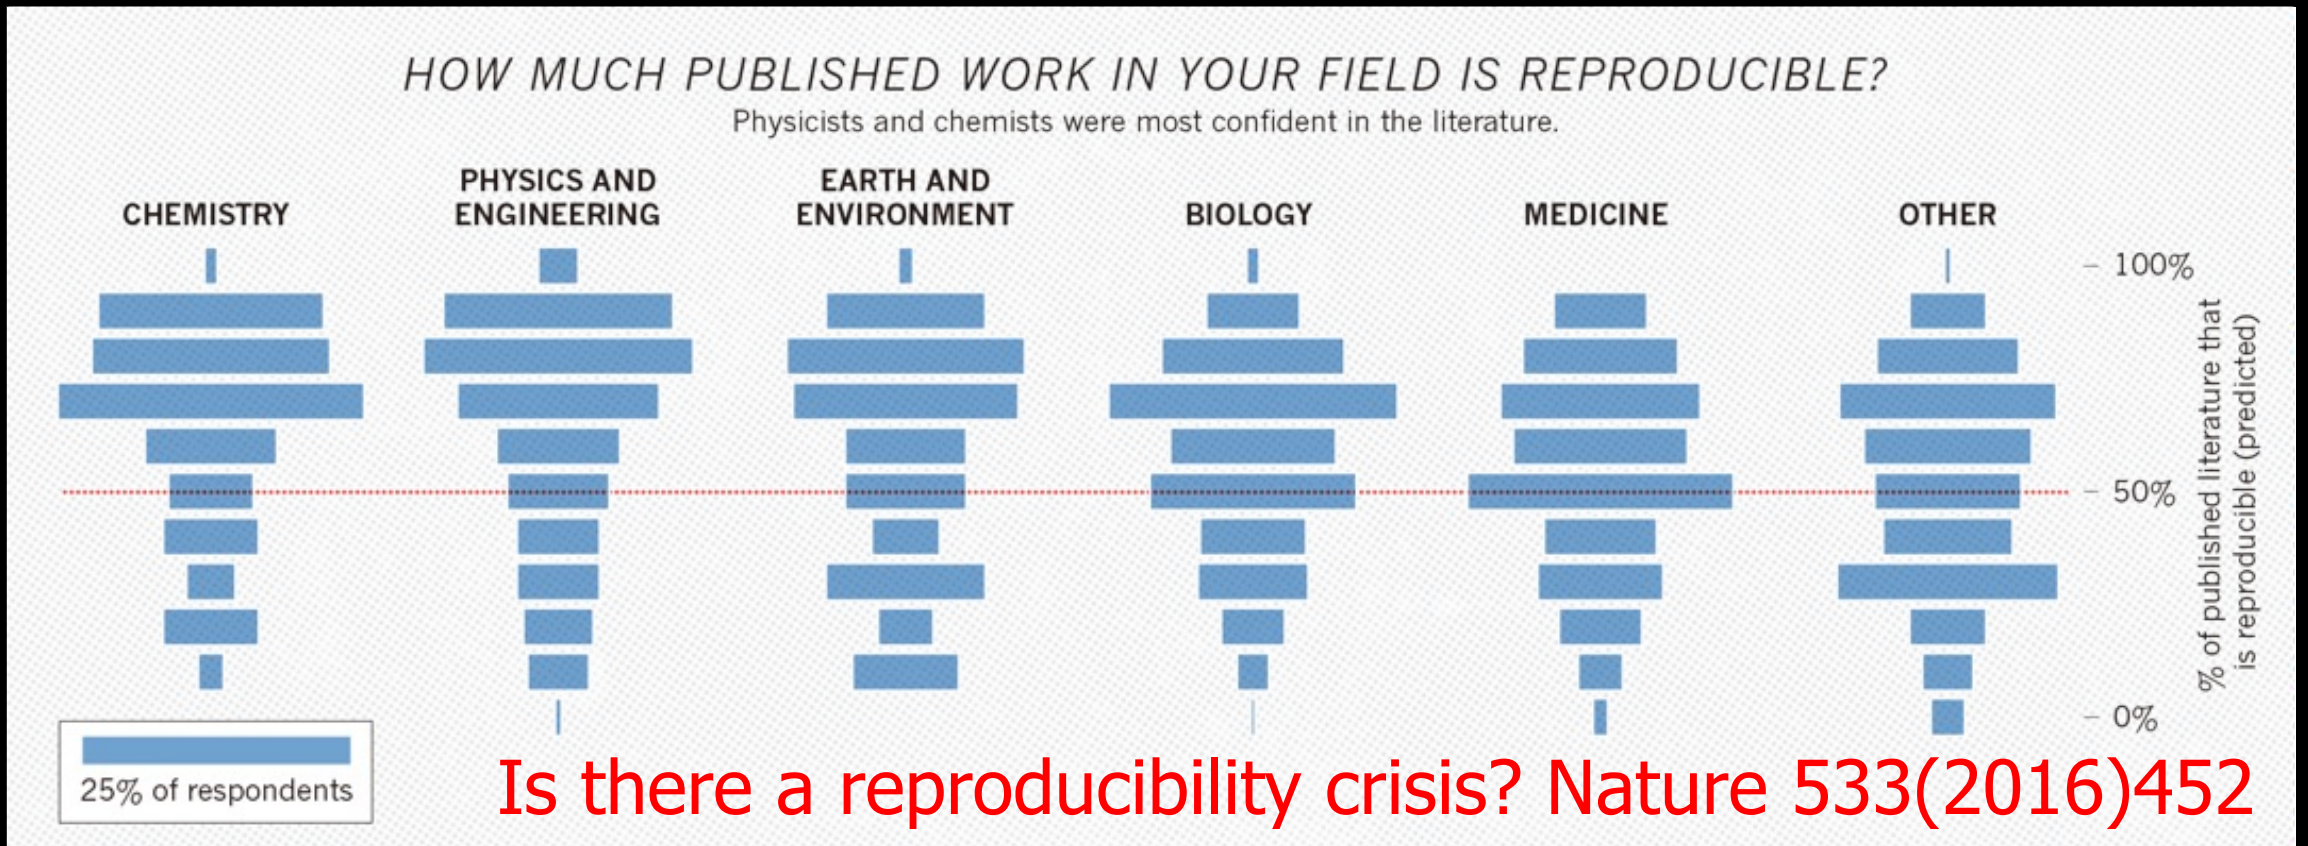 HOW MUCH PUBLISHED WORK IN YOUR FIELD IS REPRODUCIBLE?
Physicists and chemists were most confident in the literature.
CHEMISTRY
PHYSICS AND
ENGINEERING
EARTH AND
ENVIRONMENT
BIOLOGY
MEDICINE
OTHER
100%
50%
0%
% of published literature that
is reproducible (predicted)
25% of respondents
Is there a reproducibility crisis? Nature 533(2016)452